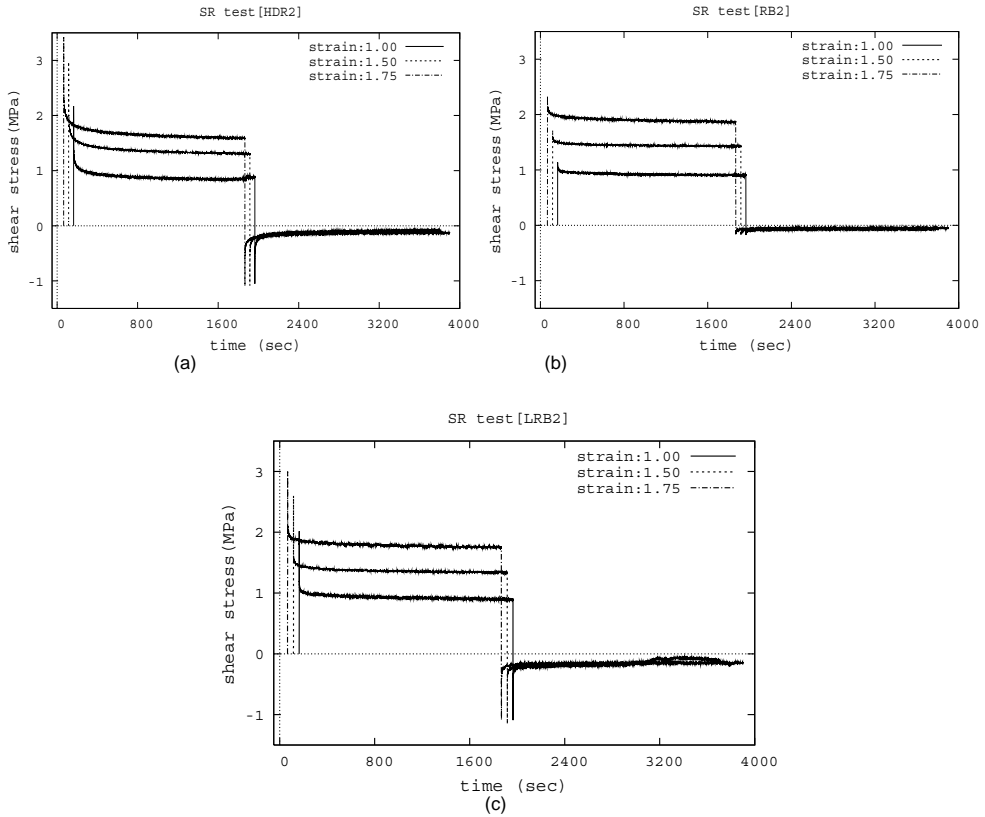 SR test[HDR2]
strain:1.00
strain:1.50
strain:1.75
shear stress(MPa)
3
2
1
0
-1
0 800 1600 2400 3200 4000
time (sec)
(a)
SR test[RB2]
strain:1.00
strain:1.50
strain:1.75
shear stress(MPa)
3
2
1
0
-1
0 800 1600 2400 3200 4000
time (sec)
(b)
SR test[LRB2]
strain:1.00
strain:1.50
strain:1.75
shear stress(MPa)
3
2
1
0
-1
0 800 1600 2400 3200 4000
time (sec)
(c)